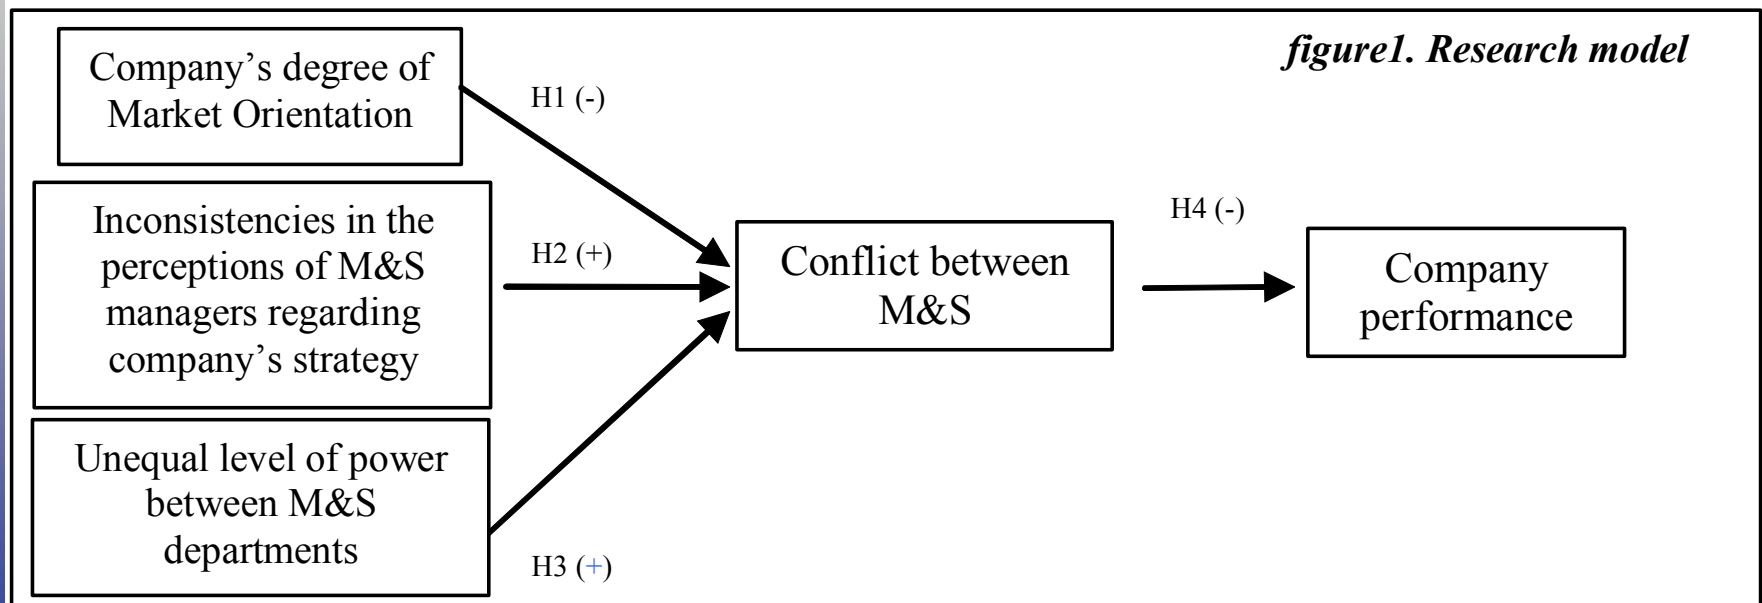 figure1. Research model
Company’s degree of
Market Orientation
H1 (-)
Inconsistencies in the
perceptions of M&S
managers regarding
company’s strategy
H2 (+)
Unequal level of power
between M&S
departments
H3 (+)
Conflict between
M&S
H4 (-)
Company
performance